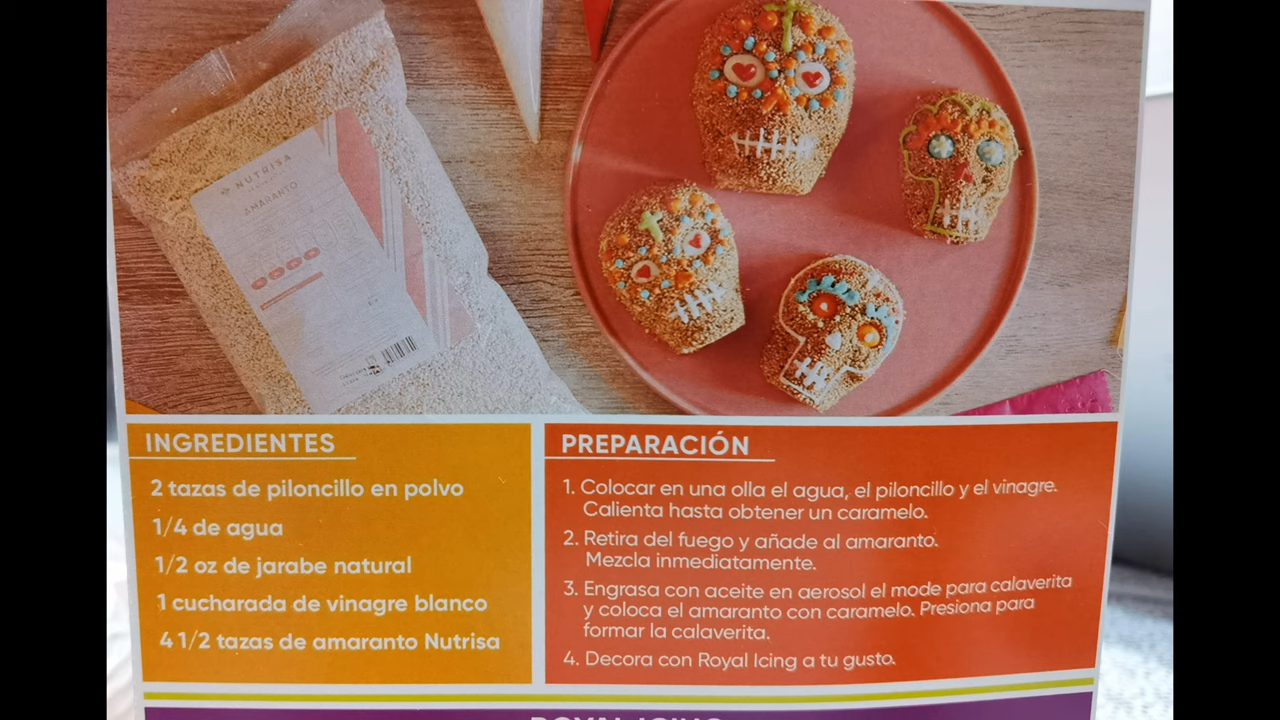 NUTRISA
AMARANTO
INGREDIENTES
2 tazas de piloncillo en polvo
1/4 de agua
1/2 oz de jarabe natural
1 cucharada de vinagre blanco
4 1/2 tazas de amaranto Nutrisa
PREPARACIÓN
1. Colocar en una olla el agua, el piloncillo y el vinagre.
Calienta hasta obtener un caramelo.
2. Retira del fuego y añade al amaranto.
Mezcla inmediatamente.
3. Engrasa con aceite en aerosol el mode para calaverita
y coloca el amaranto con caramelo. Presiona para
formar la calaverita.
4. Decora con Royal Icing a tu gusto.
ROYAL ICING